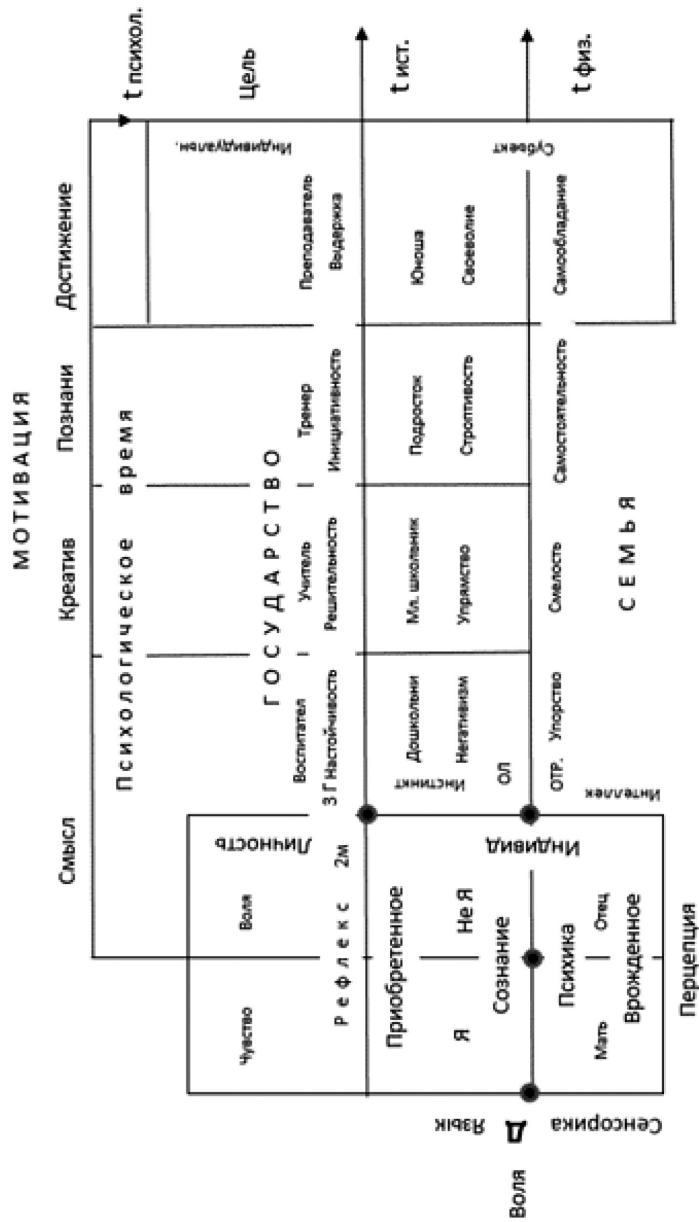 МОТИВАЦИЯ
Смысл Креатив Познани Достижение
t психол.
Психологическое время
Цель
Индивидуальн.
ГОСУДАРСТВО
Чувство Воля
Личность
Воспитател Учитель Тренер Преподаватель
3 Г Настойчивость Решительность Инициативность Выдержка
Рефлекс 2м
t ист.
Приобретенное
Инстинкт
Дошкольни Мл. школьник Подросток Юноша
Я Не Я
Негативизм Упрямство Строптивость Своеволие
Сознание
Индивид
ОЛ
Субъект
Язык
Воля
Д
Сенсорика
Психика
ОТР. Упорство Смелость Самостоятельность Самообладание
t физ.
Мать Отец
Врожденное
Интеллек
СЕМЬЯ
Перцепция